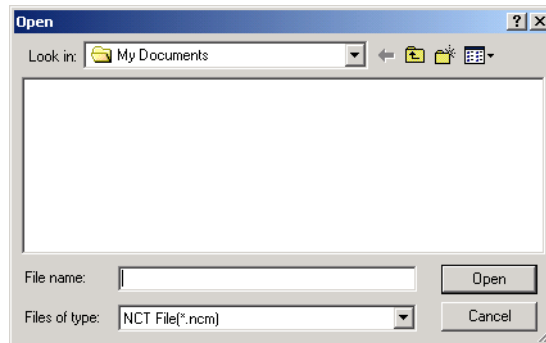 Open
Look in: My Documents
File name:
Open
Files of type: NCT File(*.ncm)
Cancel